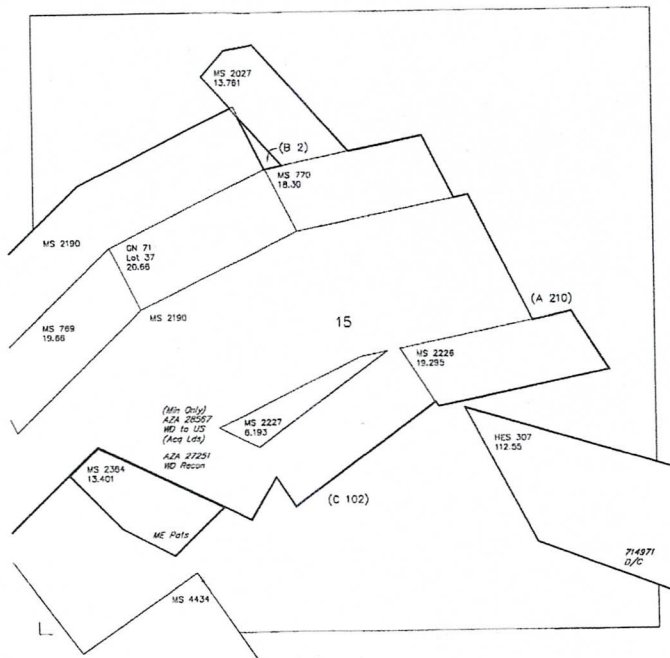 MS 2027
13.761
(B 2)
MS 770
18.30
MS 2190
GN 71
Lot 37
20.66
MS 2190
MS 769
19.66
15
(A 210)
MS 2226
19.295
(Min Only)
AZA 28567
WD to US
(Acq Lds)
AZA 27251
WD Recon
MS 2227
6.193
MS 2364
13.401
HES 307
112.55
(C 102)
ME Pats
714971
D/C
MS 4434